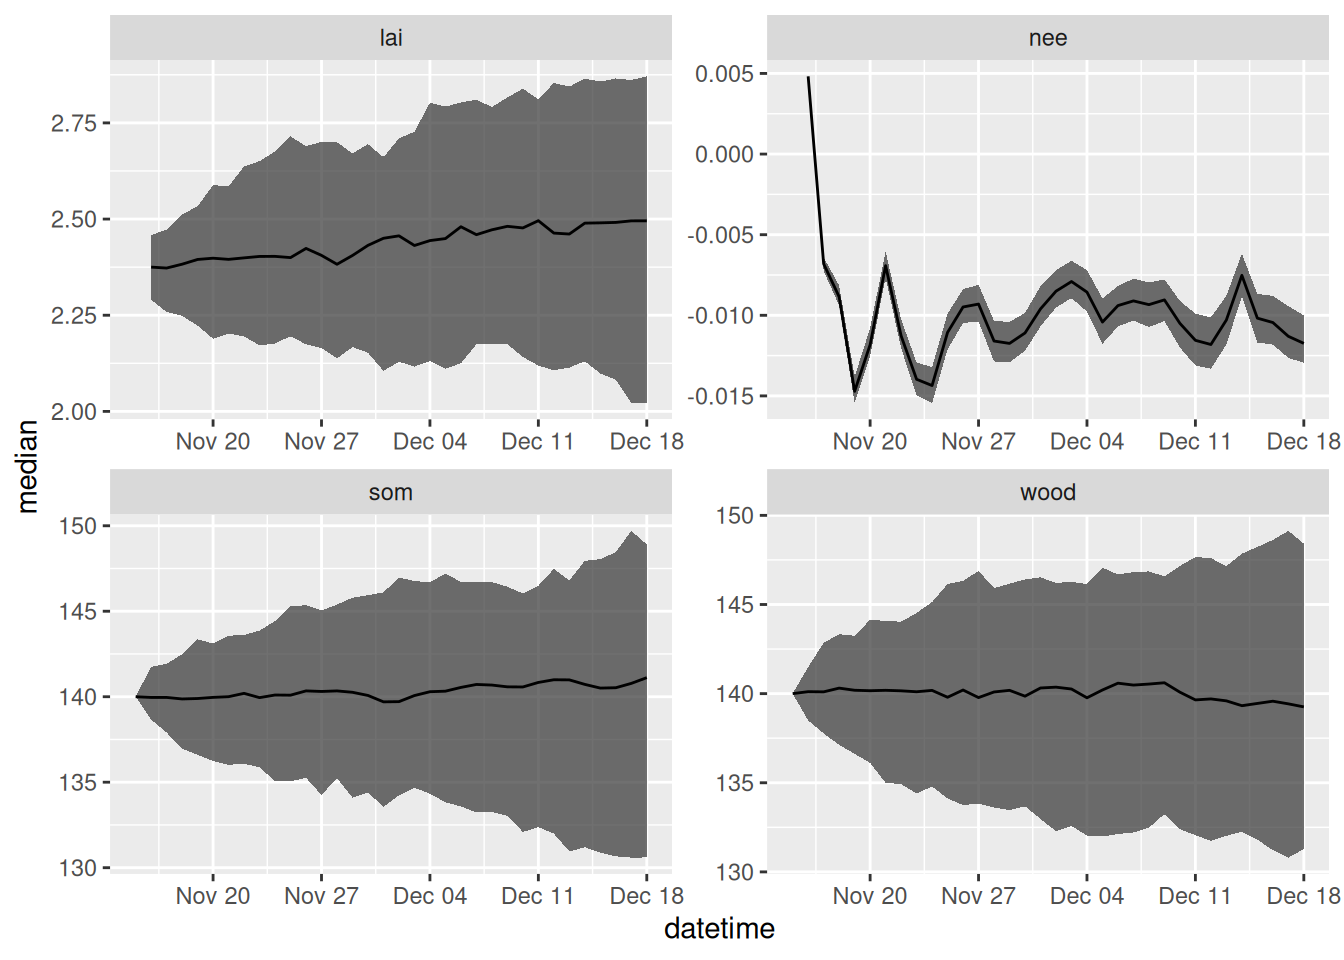 lai
nee
2.75
2.50
2.25
2.00
0.005
0.000
-0.005
-0.010
-0.015
Nov 20 Nov 27 Dec 04 Dec 11 Dec 18
Nov 20 Nov 27 Dec 04 Dec 11 Dec 18
median
som
wood
150
145
140
135
130
150
145
140
135
130
Nov 20 Nov 27 Dec 04 Dec 11 Dec 18
Nov 20 Nov 27 Dec 04 Dec 11 Dec 18
datetime